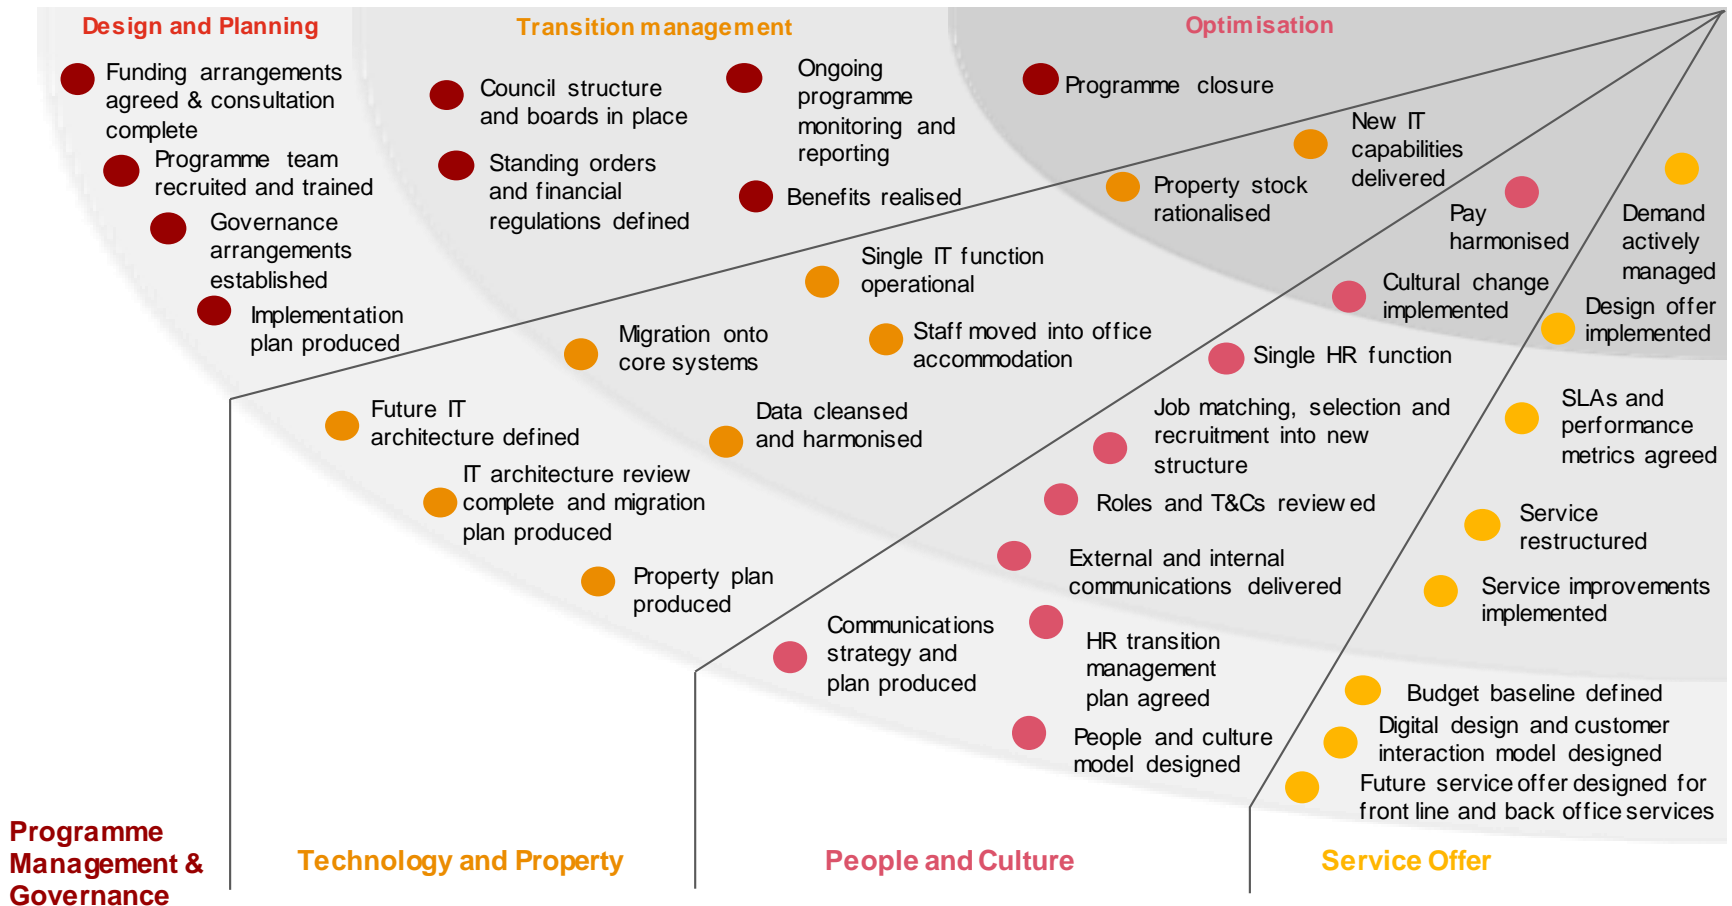 Design and Planning
Transition management
Optimisation
Funding arrangements
agreed & consultation
complete
Programme team
recruited and trained
Governance
arrangements
established
Implementation
plan produced
Council structure
and boards in place
Standing orders
and financial
regulations defined
Ongoing
programme
monitoring and
reporting
Benefits realised
Programme closure
New IT
capabilities
delivered
Property stock
rationalised
Single IT function
operational
Staff moved into office
accommodation
Migration onto
core systems
Data cleansed
and harmonised
Future IT
architecture defined
IT architecture review
complete and migration
plan produced
Property plan
produced
Pay
harmonised
Cultural change
implemented
Single HR function
Job matching, selection and
recruitment into new
structure
Roles and T&Cs reviewed
External and internal
communications delivered
HR transition
management
plan agreed
Communications
strategy and
plan produced
People and culture
model designed
Demand
actively
managed
Design offer
implemented
SLAs and
performance
metrics agreed
Service
restructured
Service improvements
implemented
Budget baseline defined
Digital design and customer
interaction model designed
Future service offer designed for
front line and back office services
Programme
Management &
Governance
Technology and Property
People and Culture
Service Offer